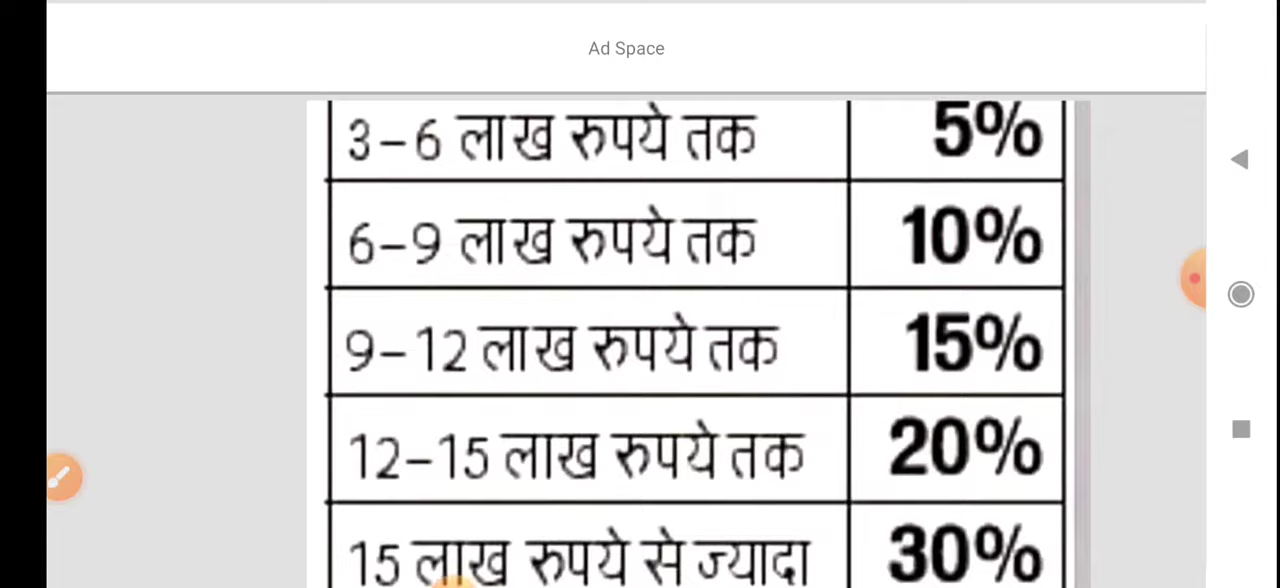 Ad Space
3-6 लाख रुपये तक 5%
6-9 लाख रुपये तक 10%
9-12 लाख रुपये तक 15%
12-15 लाख रुपये तक 20%
15 लाख रुपये से ज्यादा 30%